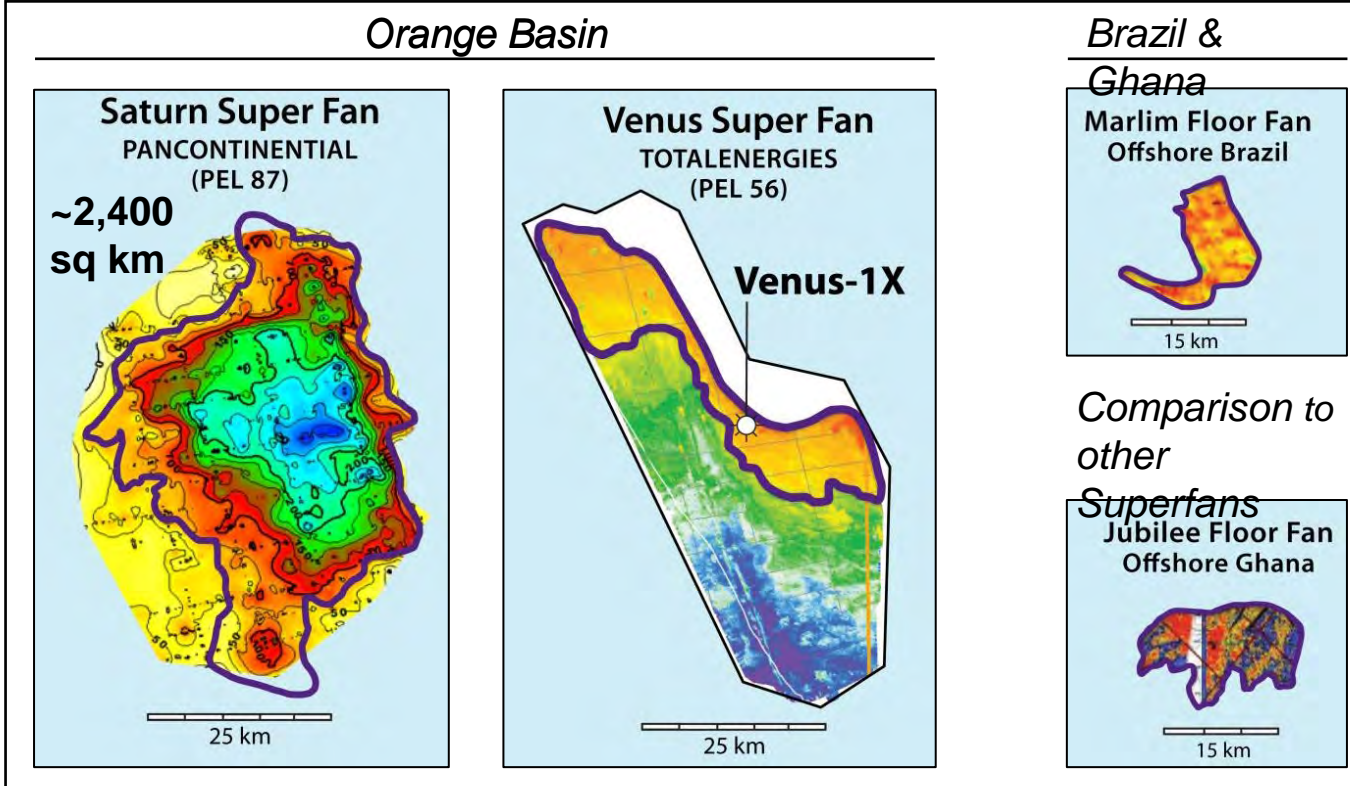 Orange Basin
Saturn Super Fan
PANCONTINENTIAL
(PEL 87)
~2,400
sq km
25 km
Venus Super Fan
TOTALENERGIES
(PEL 56)
Venus-1X
25 km
Brazil &
Ghana
Marlim Floor Fan
Offshore Brazil
15 km
Comparison to
other
Superfans
Jubilee Floor Fan
Offshore Ghana
15 km